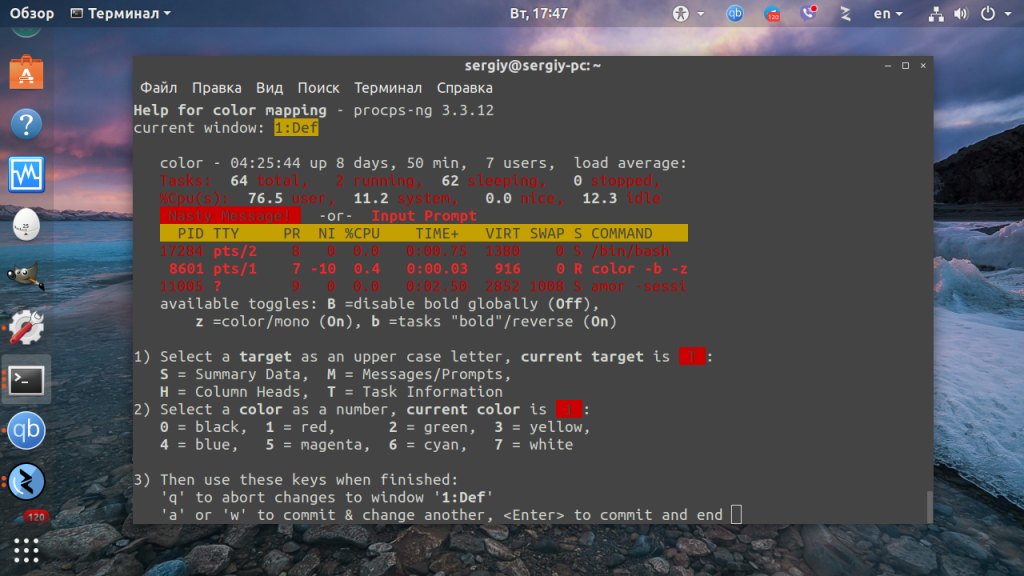 Обзор Терминал Вт, 17:47 qb 120 en
sergiy@sergiy-pc: ~
Файл Правка Вид Поиск Терминал Справка
Help for color mapping - procps-ng 3.3.12
current window: 1:Def
color - 04:25:44 up 8 days, 50 min, 7 users, load average:
Tasks: 64 total, 2 running, 62 sleeping, 0 stopped,
%Cpu(s): 76.5 user, 11.2 system, 0.0 nice, 12.3 idle
Nasty Message! -or- Input Prompt
PID TTY PR NI %CPU TIME+ VIRT SWAP S COMMAND
17284 pts/2 8 0 0.0 0:00.75 1380 0 S /bin/bash
8601 pts/1 7 -10 0.4 0:00.03 916 0 R color -b -z
11005 ? 9 0 0.0 0:02.50 2852 1008 S amor -sessi
available toggles: B =disable bold globally (Off),
z =color/mono (On), b =tasks "bold"/reverse (On)
1) Select a target as an upper case letter, current target is T :
S = Summary Data, M = Messages/Prompts,
H = Column Heads, T = Task Information
2) Select a color as a number, current color is 1 :
0 = black, 1 = red, 2 = green, 3 = yellow,
4 = blue, 5 = magenta, 6 = cyan, 7 = white
3) Then use these keys when finished:
'q' to abort changes to window '1:Def'
'a' or 'w' to commit & change another, <Enter> to commit and end
qb
120